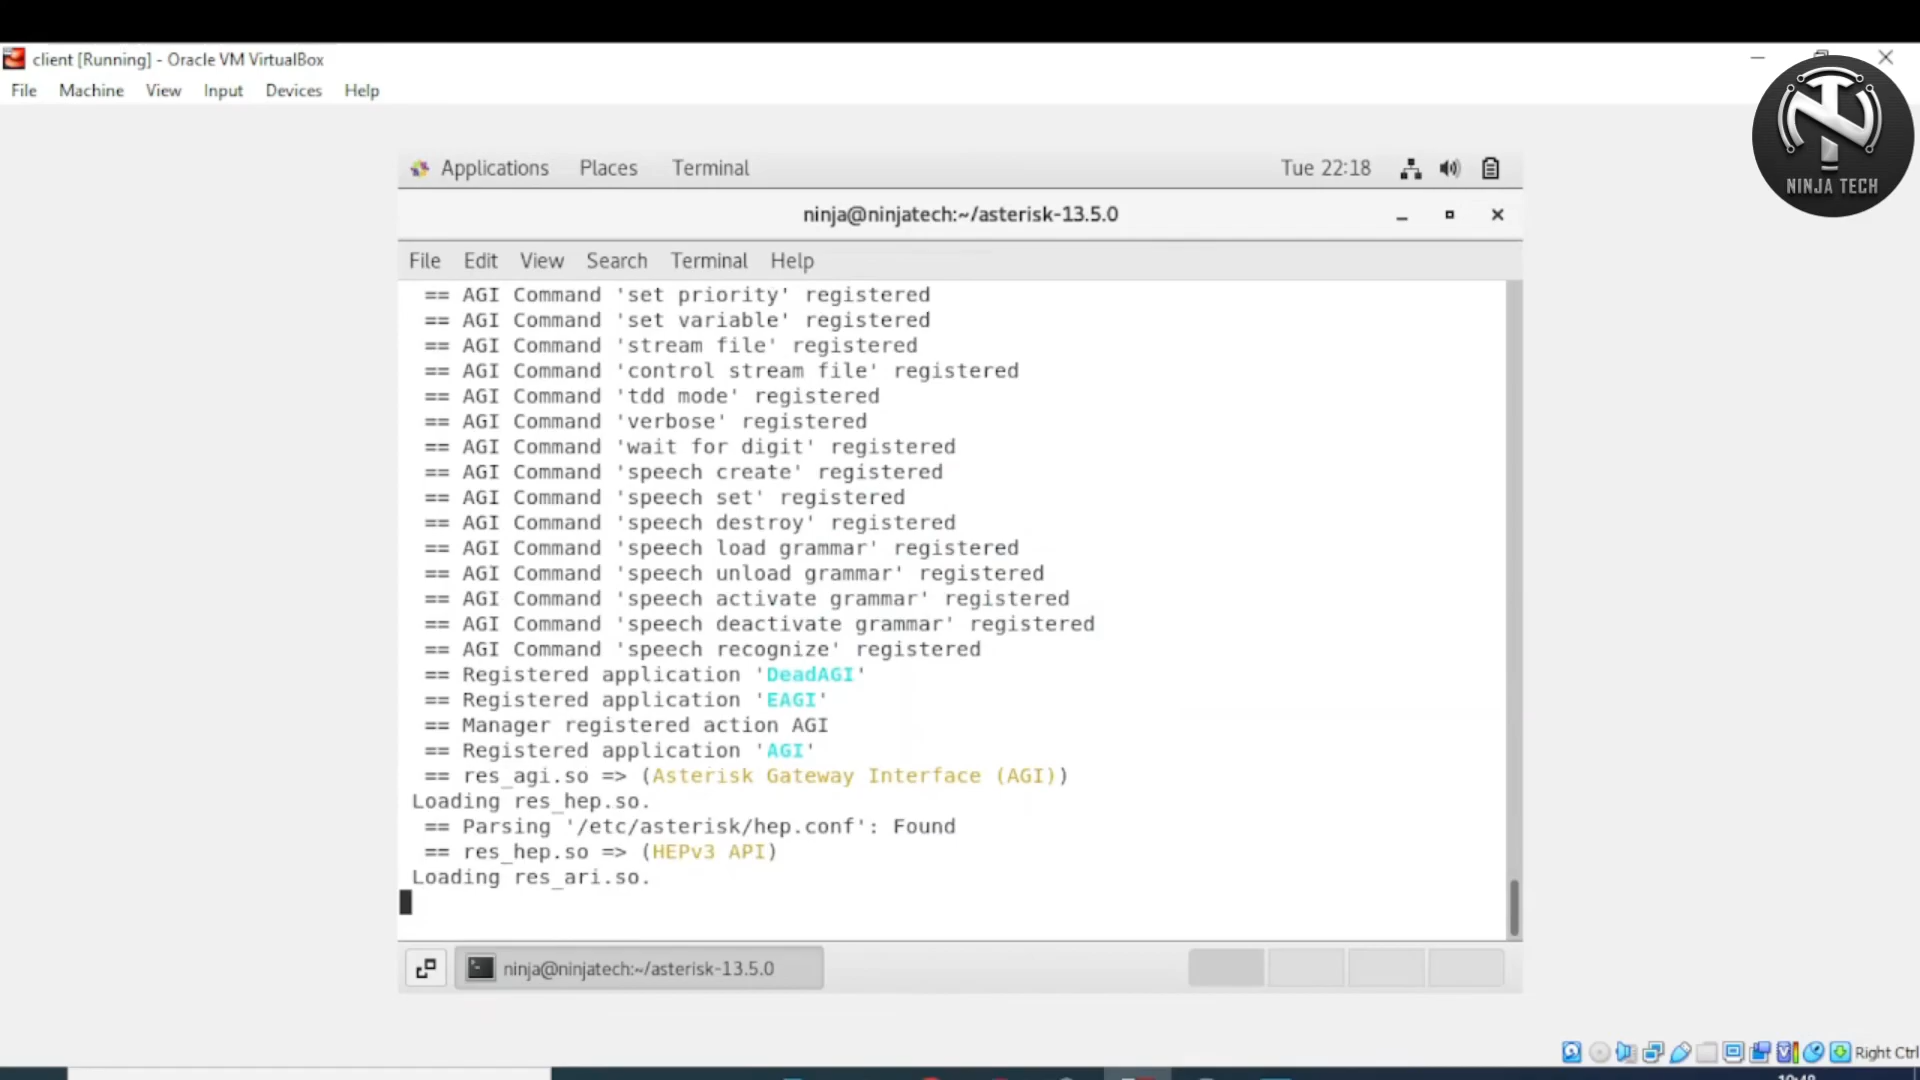 client [Running] - Oracle VM VirtualBox
File Machine View Input Devices Help
NINJA TECH
Applications Places Terminal Tue 22:18
ninja@ninjatech:~/asterisk-13.5.0
File Edit View Search Terminal Help
== AGI Command 'set priority' registered
== AGI Command 'set variable' registered
== AGI Command 'stream file' registered
== AGI Command 'control stream file' registered
== AGI Command 'tdd mode' registered
== AGI Command 'verbose' registered
== AGI Command 'wait for digit' registered
== AGI Command 'speech create' registered
== AGI Command 'speech set' registered
== AGI Command 'speech destroy' registered
== AGI Command 'speech load grammar' registered
== AGI Command 'speech unload grammar' registered
== AGI Command 'speech activate grammar' registered
== AGI Command 'speech deactivate grammar' registered
== AGI Command 'speech recognize' registered
== Registered application 'DeadAGI'
== Registered application 'EAGI'
== Manager registered action AGI
== Registered application 'AGI'
== res_agi.so => (Asterisk Gateway Interface (AGI))
Loading res_hep.so.
== Parsing '/etc/asterisk/hep.conf': Found
== res_hep.so => (HEPv3 API)
Loading res_ari.so.
ninja@ninjatech:~/asterisk-13.5.0
Right Ctrl